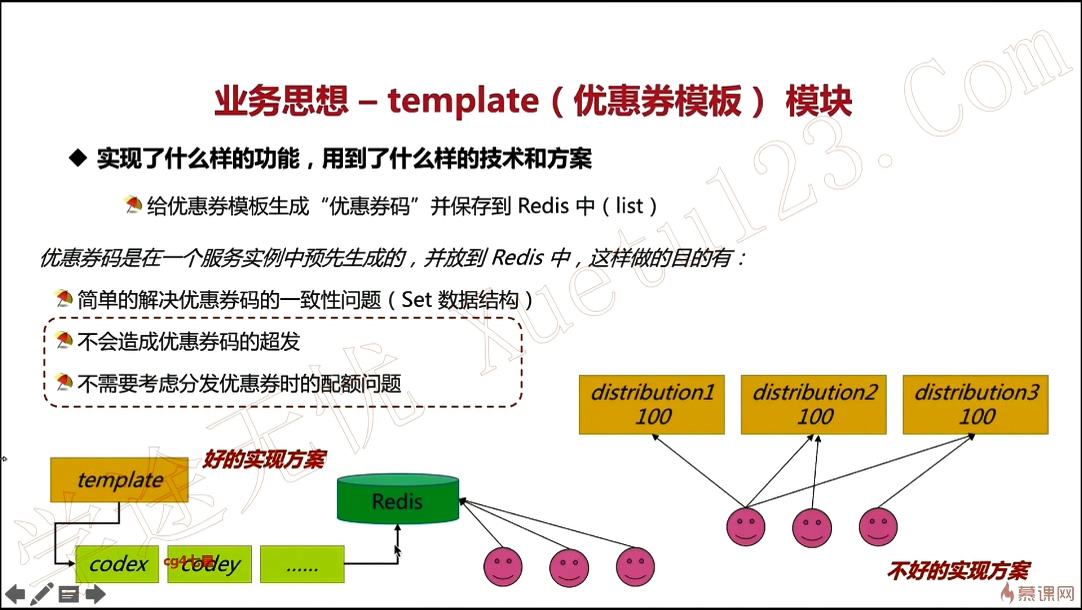 业务思想 – template（优惠券模板） 模块
实现了什么样的功能，用到了什么样的技术和方案
给优惠券模板生成“优惠券码”并保存到 Redis 中（list）
优惠券码是在一个服务实例中预先生成的，并放到 Redis 中，这样做的目的有：
简单的解决优惠券码的一致性问题（Set 数据结构）
不会造成优惠券码的超发
不需要考虑分发优惠券时的配额问题
distribution1
100
distribution2
100
distribution3
100
好的实现方案
template
Redis
codex
codey
......
不好的实现方案
慕课网
学途无忧 Xuetu123.Com